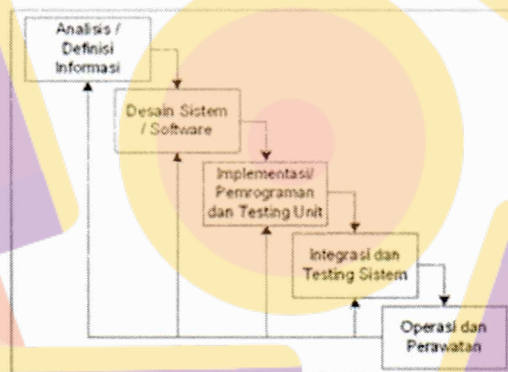 Analisis /
Definisi
Informasi
Desain Sistem
/ Software
Implementasi/
Pemrograman
dan Testing Unit
Integrasi dan
Testing Sistem
Operasi dan
Perawatan